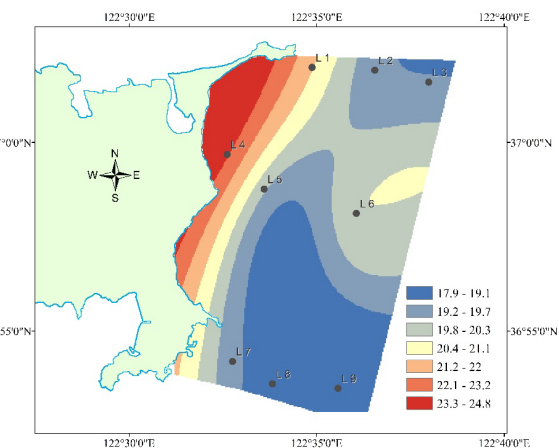 122°30'0"E 122°35'0"E 122°40'0"E
L 1
L 2
L 3
7°0'0"N 37°0'0"N
L 4
N
W E
S
L 5
L 6
17.9 - 19.1
19.2 - 19.7
19.8 - 20.3
55'0"N 36°55'0"N
20.4 - 21.1
21.2 - 22
L 7
22.1 - 23.2
L 8
L 9
23.3 - 24.8
122°30'0"E 122°35'0"E 122°40'0"E